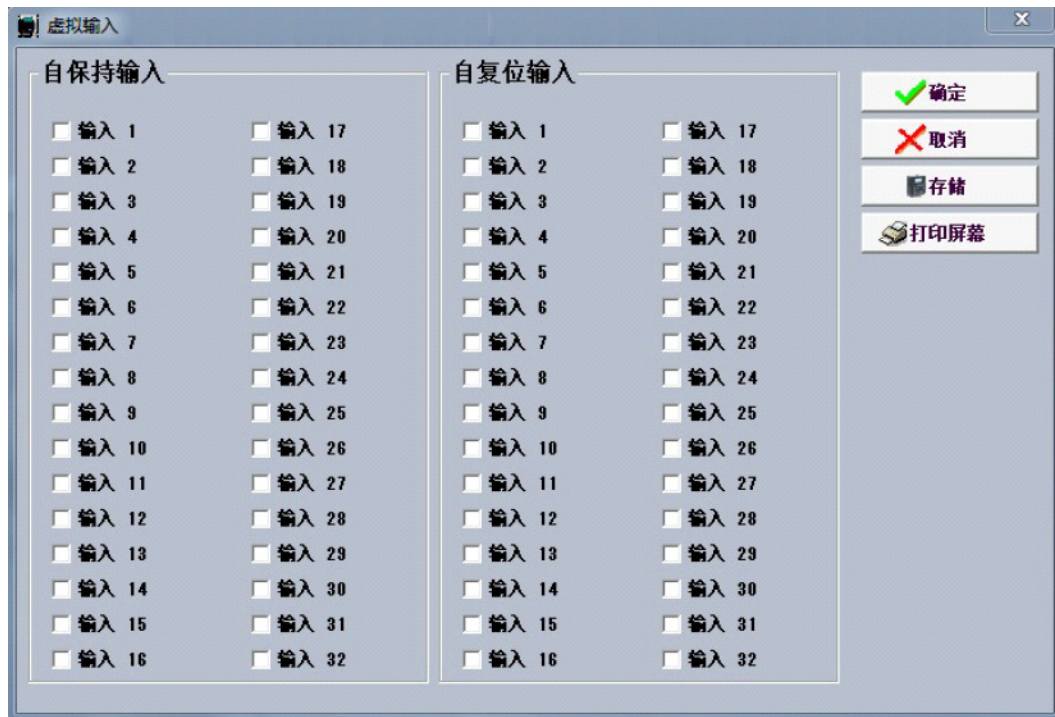 虚拟输入
自保持输入 自复位输入
确定
输入 1 输入 17 输入 1 输入 17
取消
输入 2 输入 18 输入 2 输入 18
存储
输入 3 输入 19 输入 3 输入 19
打印屏幕
输入 4 输入 20 输入 4 输入 20
输入 5 输入 21 输入 5 输入 21
输入 6 输入 22 输入 6 输入 22
输入 7 输入 23 输入 7 输入 23
输入 8 输入 24 输入 8 输入 24
输入 9 输入 25 输入 9 输入 25
输入 10 输入 26 输入 10 输入 26
输入 11 输入 27 输入 11 输入 27
输入 12 输入 28 输入 12 输入 28
输入 13 输入 29 输入 13 输入 29
输入 14 输入 30 输入 14 输入 30
输入 15 输入 31 输入 15 输入 31
输入 16 输入 32 输入 16 输入 32